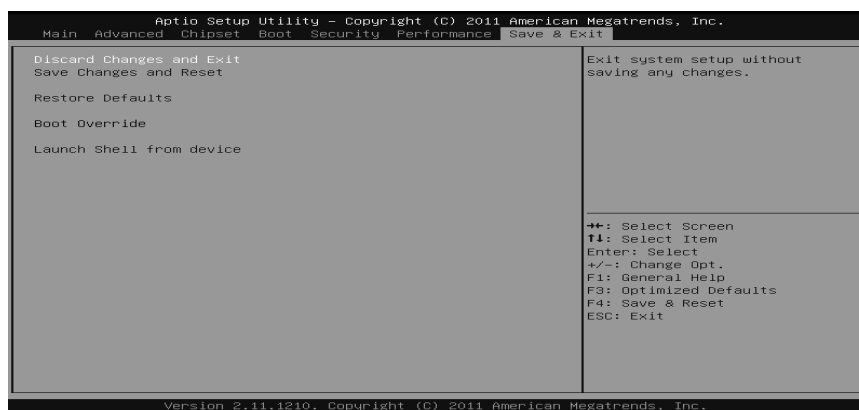 Aptio Setup Utility – Copyright (C) 2011 American Megatrends, Inc.
Main Advanced Chipset Boot Security Performance Save & Exit
Discard Changes and Exit
Save Changes and Reset
Restore Defaults
Boot Override
Launch Shell from device
Exit system setup without
saving any changes.
→←: Select Screen
↑↓: Select Item
Enter: Select
+/-: Change Opt.
F1: General Help
F3: Optimized Defaults
F4: Save & Reset
ESC: Exit
Version 2.11.1210. Copyright (C) 2011 American Megatrends, Inc.